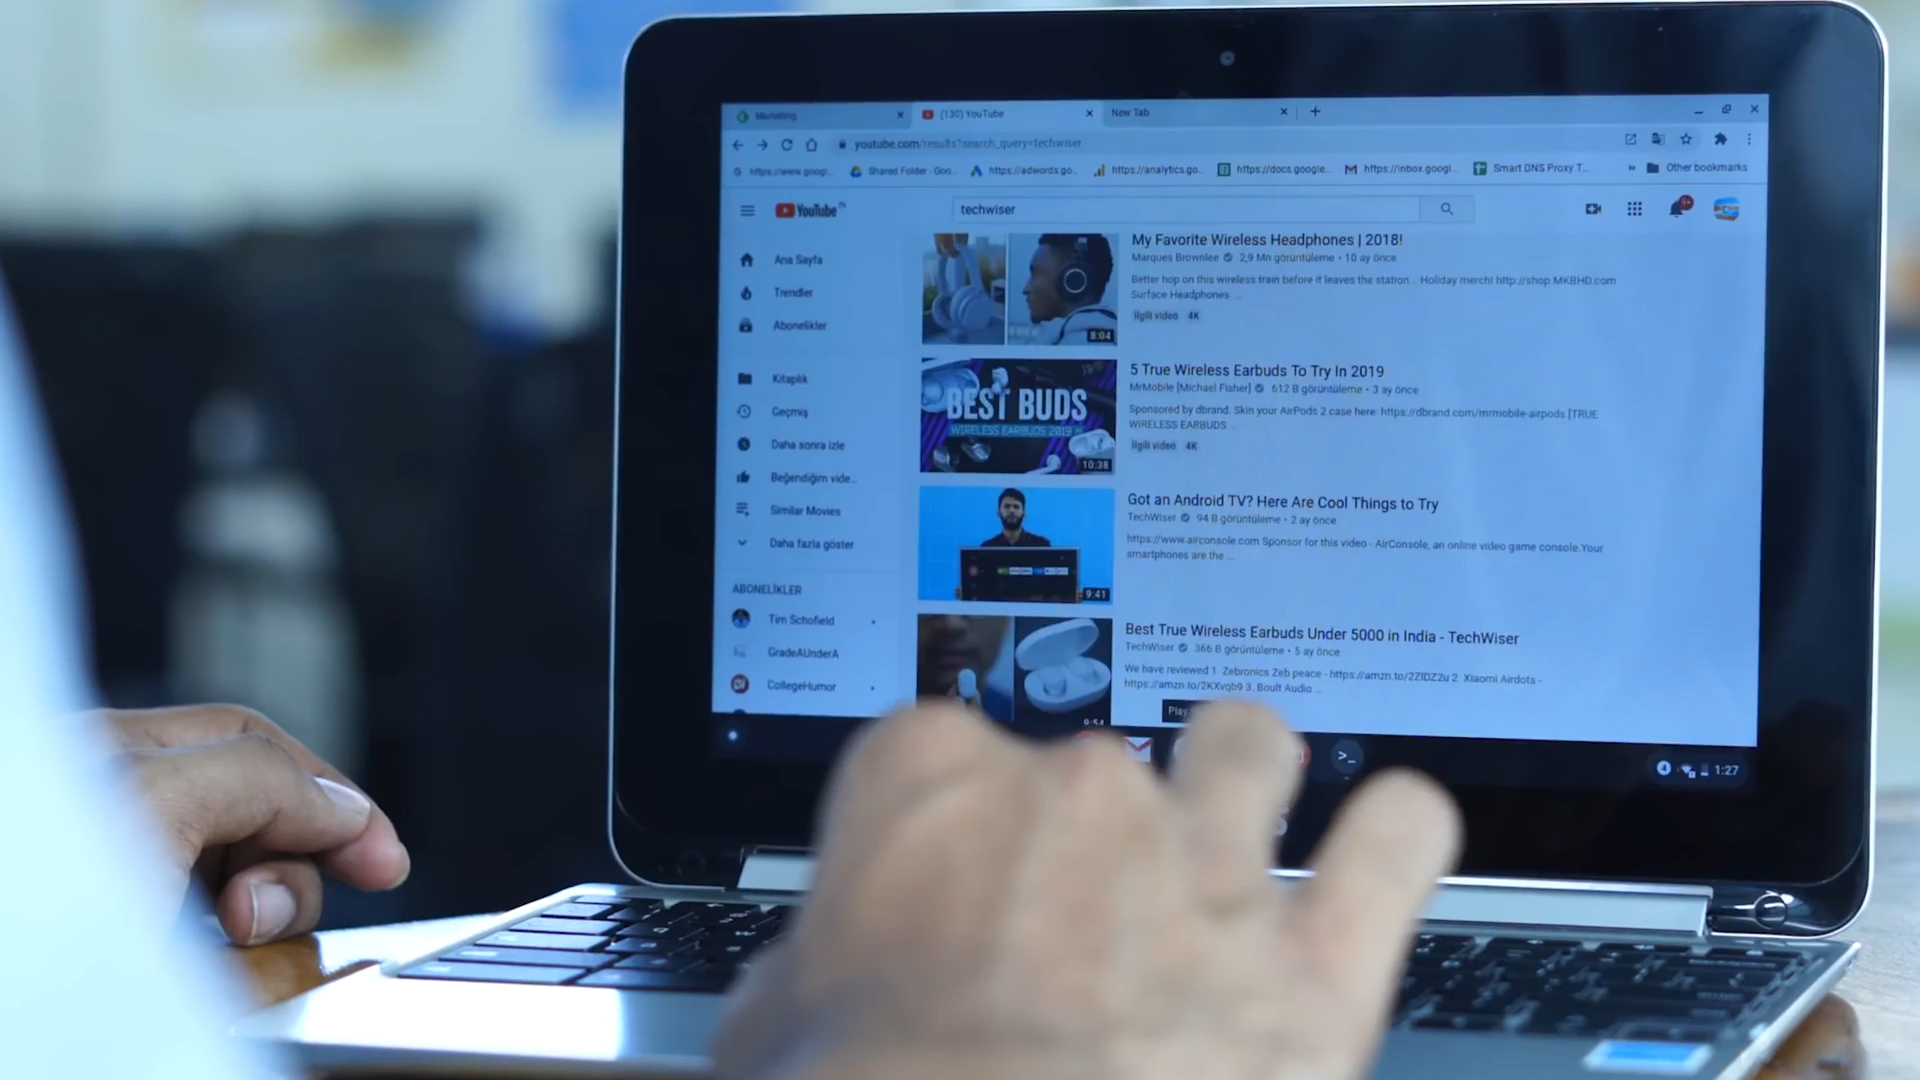 Marketing
(130) YouTube
New Tab
youtube.com/results?search_query=techwiser
https://www.googl...
Shared Folder - Goo...
https://adwords.go...
https://analytics.go...
https://docs.google...
https://inbox.googl...
Smart DNS Proxy T...
»
Other bookmarks
YouTube IN
techwiser
9+
Ana Sayfa
Trendler
Abonelikler
Kitaplık
Geçmiş
Daha sonra izle
Beğendiğim vide...
Similar Movies
Daha fazla göster
ABONELİKLER
Tim Schofield
GradeAUnderA
CollegeHumor
8:04
My Favorite Wireless Headphones | 2018!
Marques Brownlee 2,9 Mn görüntüleme • 10 ay önce
Better hop on this wireless train before it leaves the station... Holiday merch! http://shop.MKBHD.com
Surface Headphones ...
İlgili video 4K
BEST BUDS
WIRELESS EARBUDS 2019
10:38
5 True Wireless Earbuds To Try In 2019
MrMobile [Michael Fisher] 612 B görüntüleme • 3 ay önce
Sponsored by dbrand. Skin your AirPods 2 case here: https://dbrand.com/mrmobile-airpods [TRUE
WIRELESS EARBUDS ...
İlgili video 4K
9:41
Got an Android TV? Here Are Cool Things to Try
TechWiser 94 B görüntüleme • 2 ay önce
https://www.airconsole.com Sponsor for this video - AirConsole, an online video game console.Your
smartphones are the ...
9:54
Best True Wireless Earbuds Under 5000 in India - TechWiser
TechWiser 366 B görüntüleme • 5 ay önce
We have reviewed 1. Zebronics Zeb peace - https://amzn.to/2ZlDZ2u 2. Xiaomi Airdots -
https://amzn.to/2KXvqb9 3. Boult Audio ...
Play
>_
4
1:27